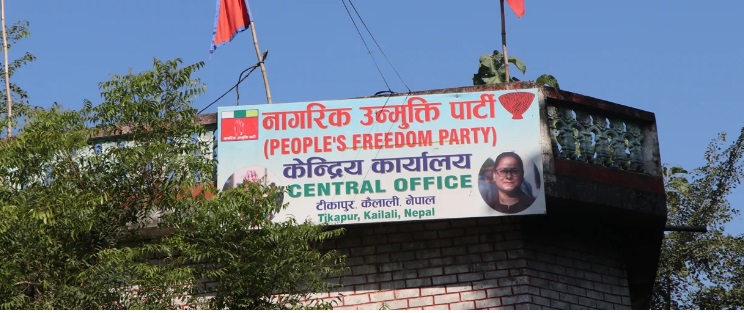 नागरिक उन्मुक्ति पार्टी
(PEOPLE'S FREEDOM PARTY)
केन्द्रिय कार्यालय
CENTRAL OFFICE
टीकापुर, कैलाली, नेपाल
Tikapur, Kailali, Nepal